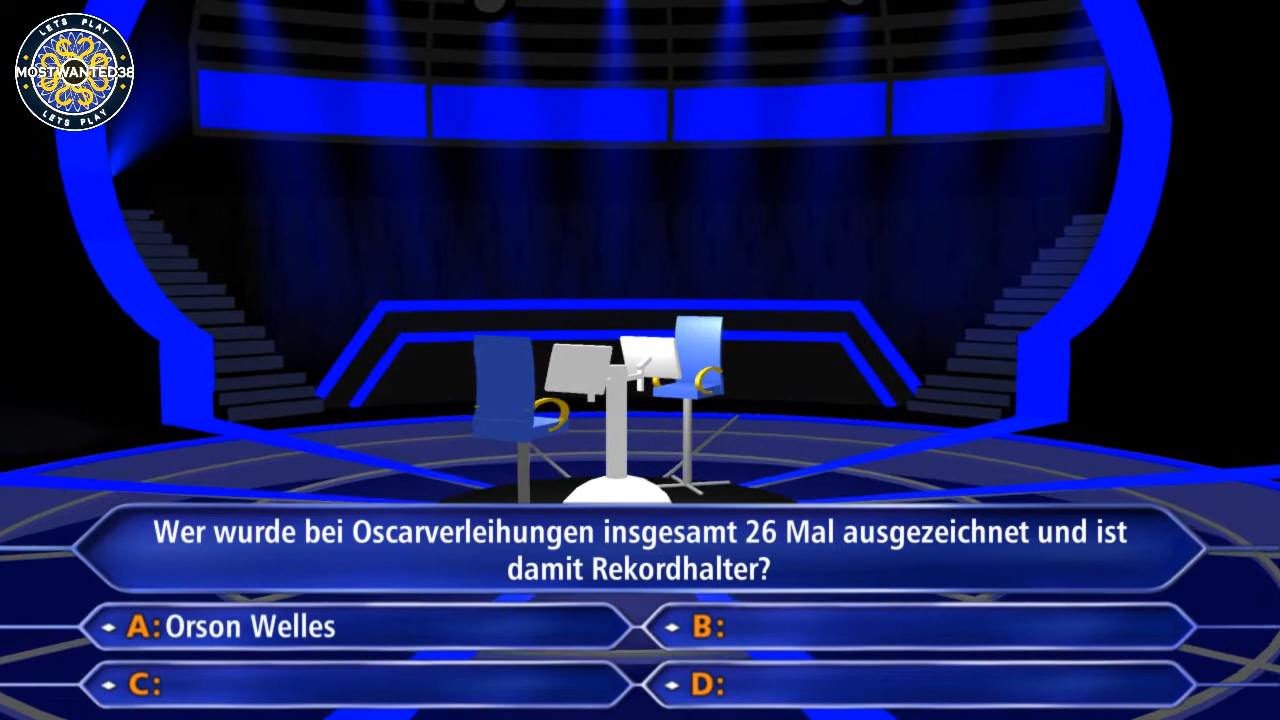 LETS PLAY
MOSTWANTED38
LETS PLAY
Wer wurde bei Oscarverleihungen insgesamt 26 Mal ausgezeichnet und ist
damit Rekordhalter?
A: Orson Welles
B:
C:
D: